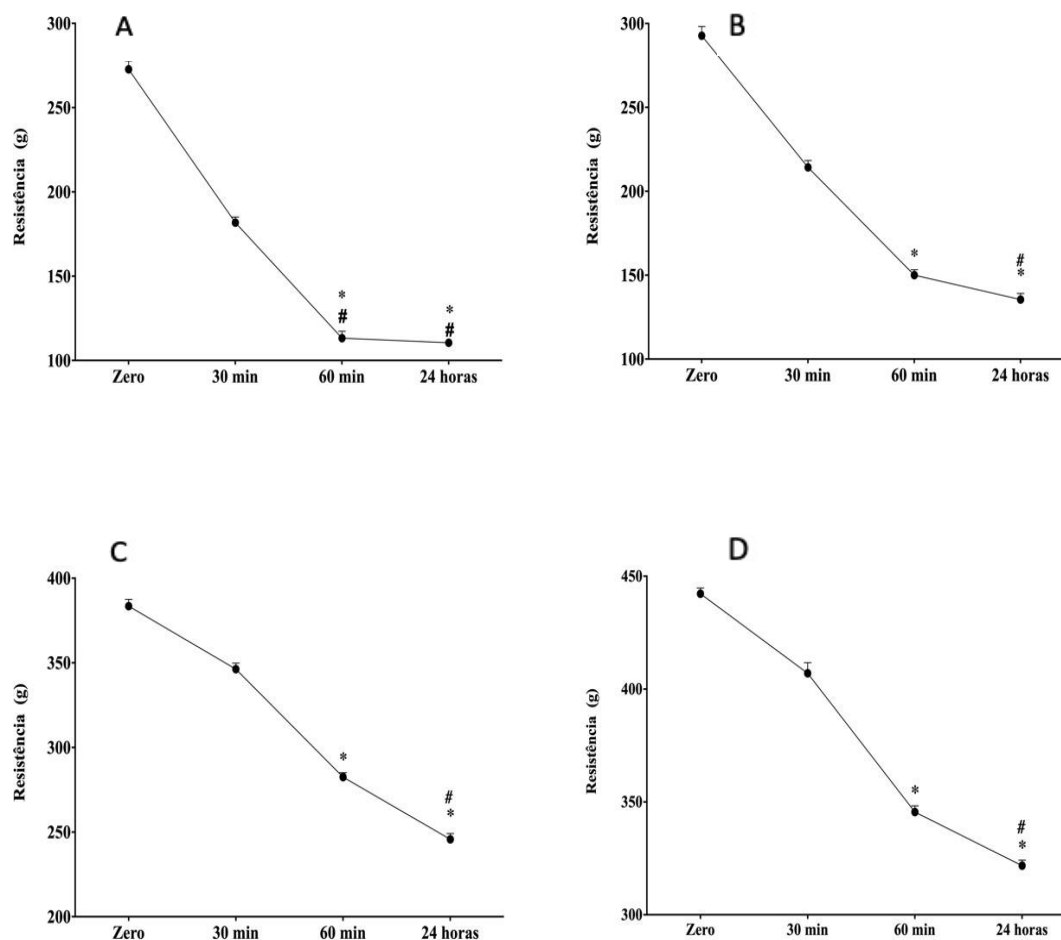 A
Resistência (g)
300
250
200
150
100
*
#
*
#
Zero 30 min 60 min 24 horas
B
Resistência (g)
300
250
200
150
100
*
#
*
Zero 30 min 60 min 24 horas
C
Resistência (g)
400
350
300
250
200
*
#
*
Zero 30 min 60 min 24 horas
D
Resistência (g)
450
400
350
300
*
#
*
Zero 30 min 60 min 24 horas